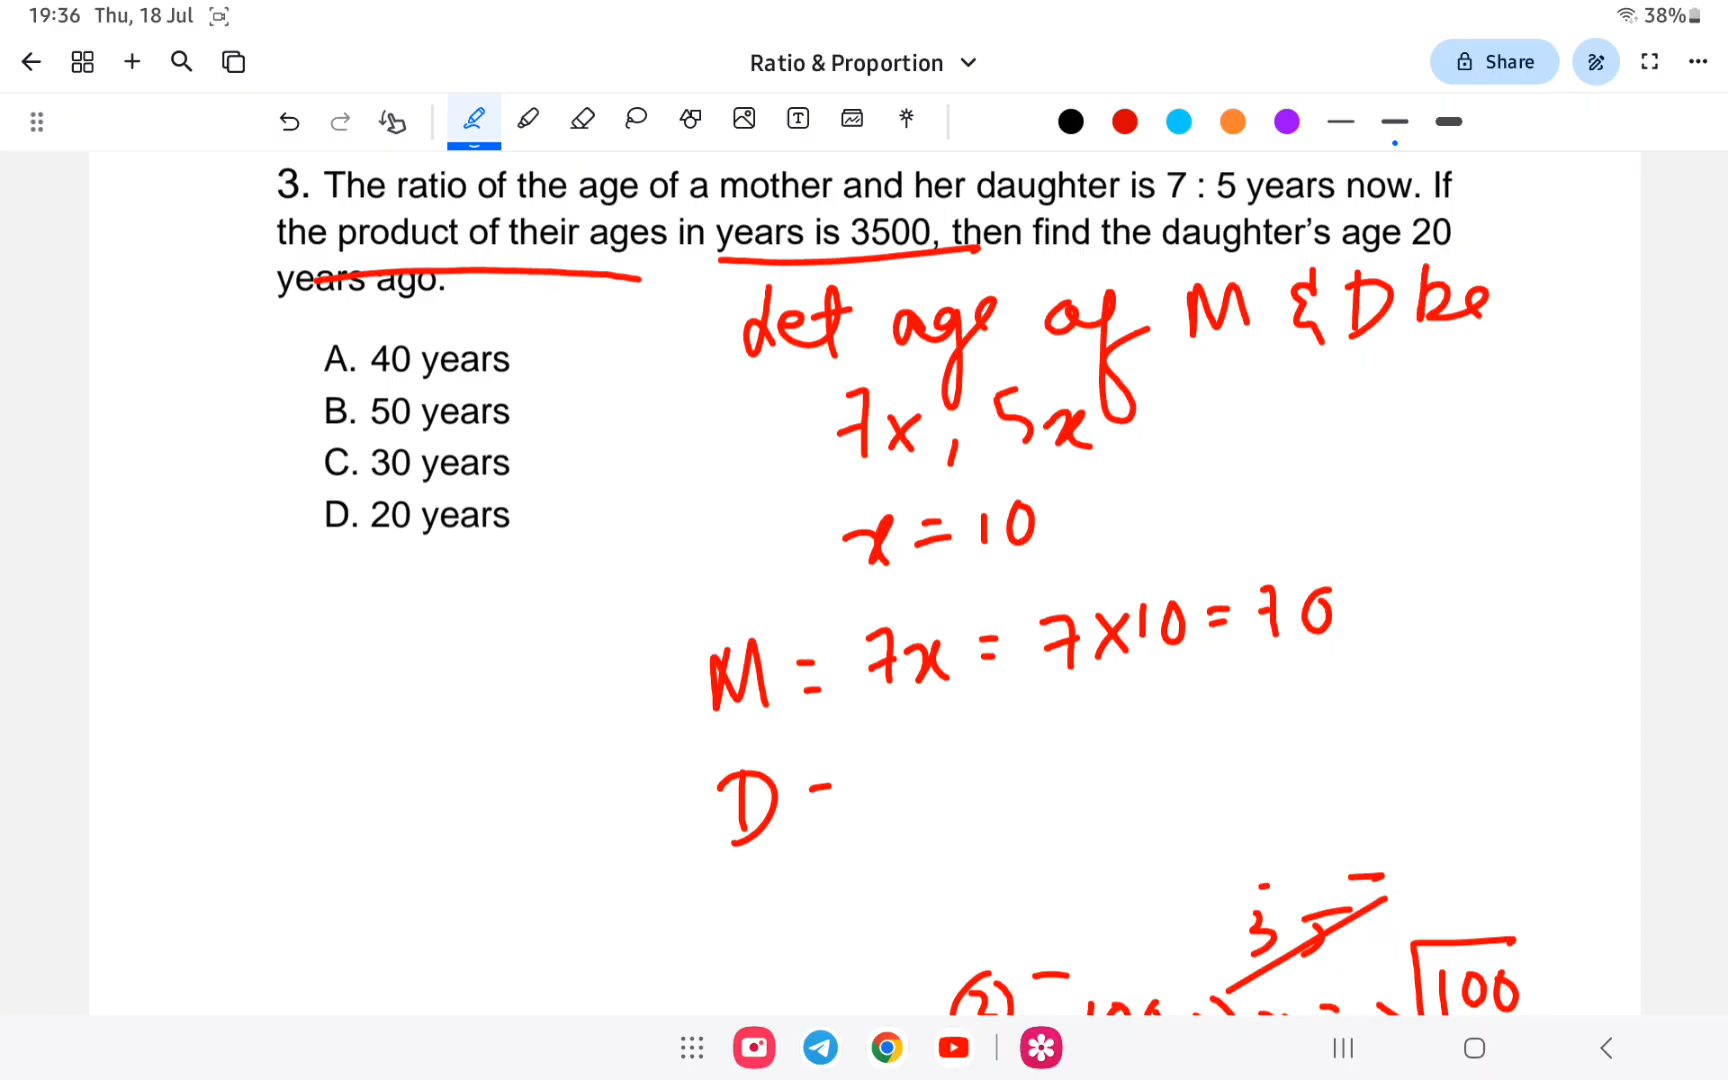 19:36 Thu, 18 Jul
38%
Ratio & Proportion
Share
3. The ratio of the age of a mother and her daughter is 7 : 5 years now. If
the product of their ages in years is 3500, then find the daughter's age 20
years ago.
let age of M & D be
A. 40 years
7x, 5x
B. 50 years
C. 30 years
D. 20 years
x = 10
M = 7x = 7×10 = 70
D -
35
100